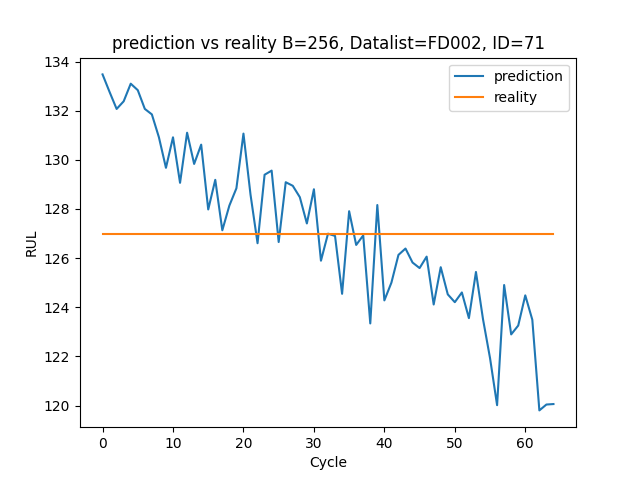 prediction vs reality B=256, Datalist=FD002, ID=71
prediction
reality
134
132
130
128
126
124
122
120
RUL
0 10 20 30 40 50 60
Cycle